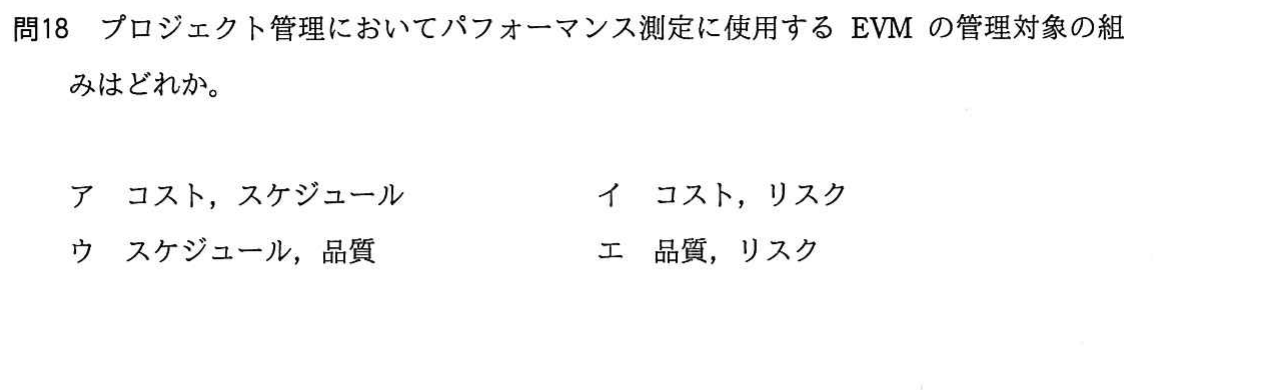 問18 プロジェクト管理においてパフォーマンス測定に使用する EVM の管理対象の組
みはどれか。
ア コスト，スケジュール イ コスト，リスク
ウ スケジュール，品質 エ 品質，リスク